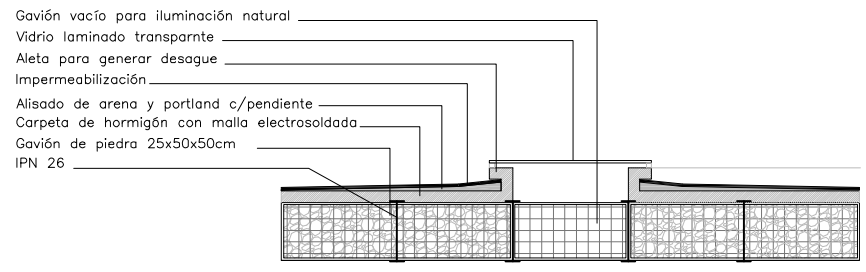 Gavión vacío para iluminación natural
Vidrio laminado transparnte
Aleta para generar desague
Impermeabilización
Alisado de arena y portland c/pendiente
Carpeta de hormigón con malla electrosoldada
Gavión de piedra 25x50x50cm
IPN 26